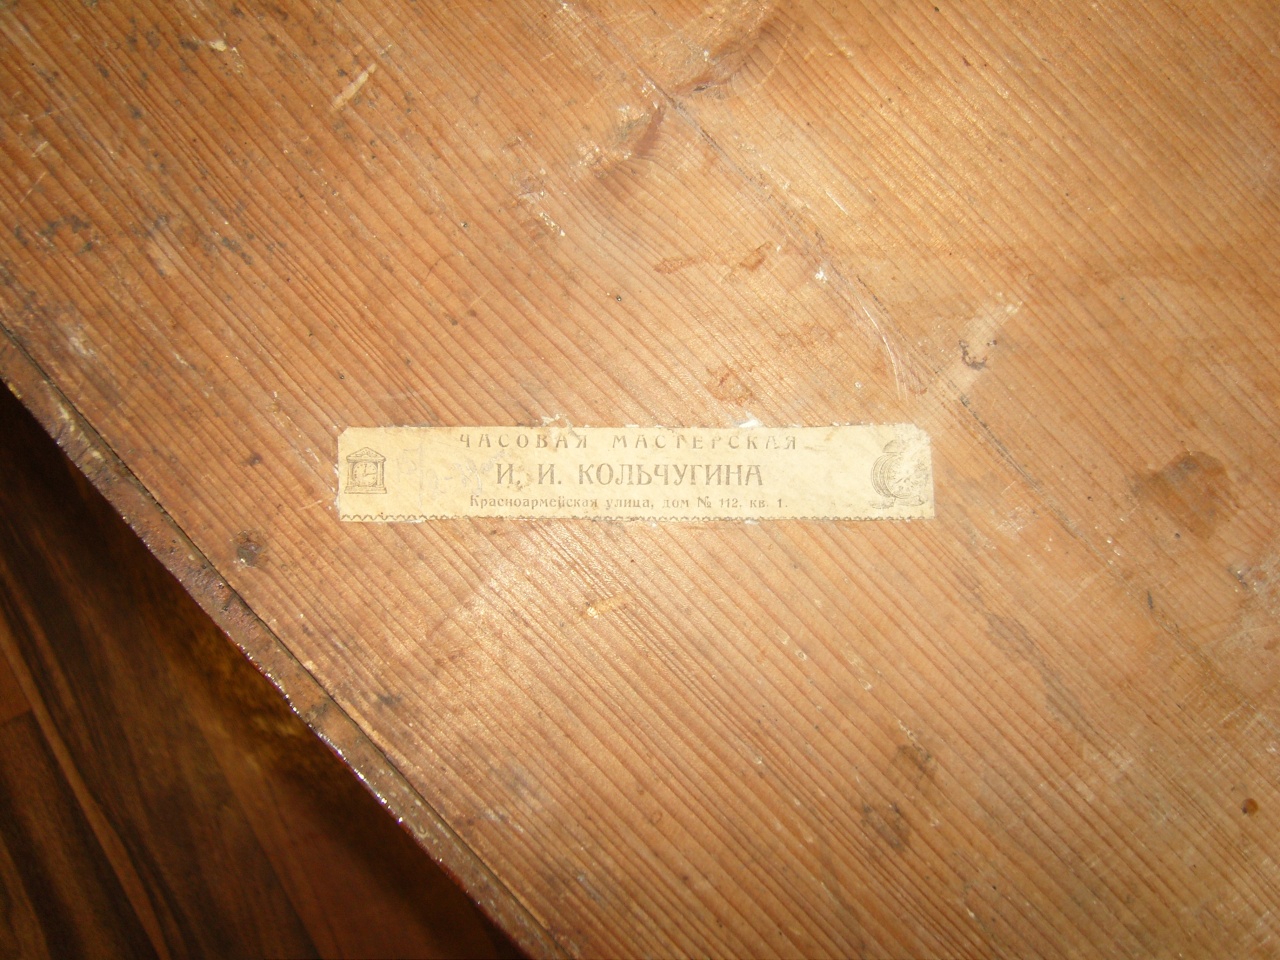 ЧАСОВАЯ МАСТЕРСКАЯ
И. И. КОЛЬЧУГИНА
Красноармейская улица, дом № 112. кв. 1.